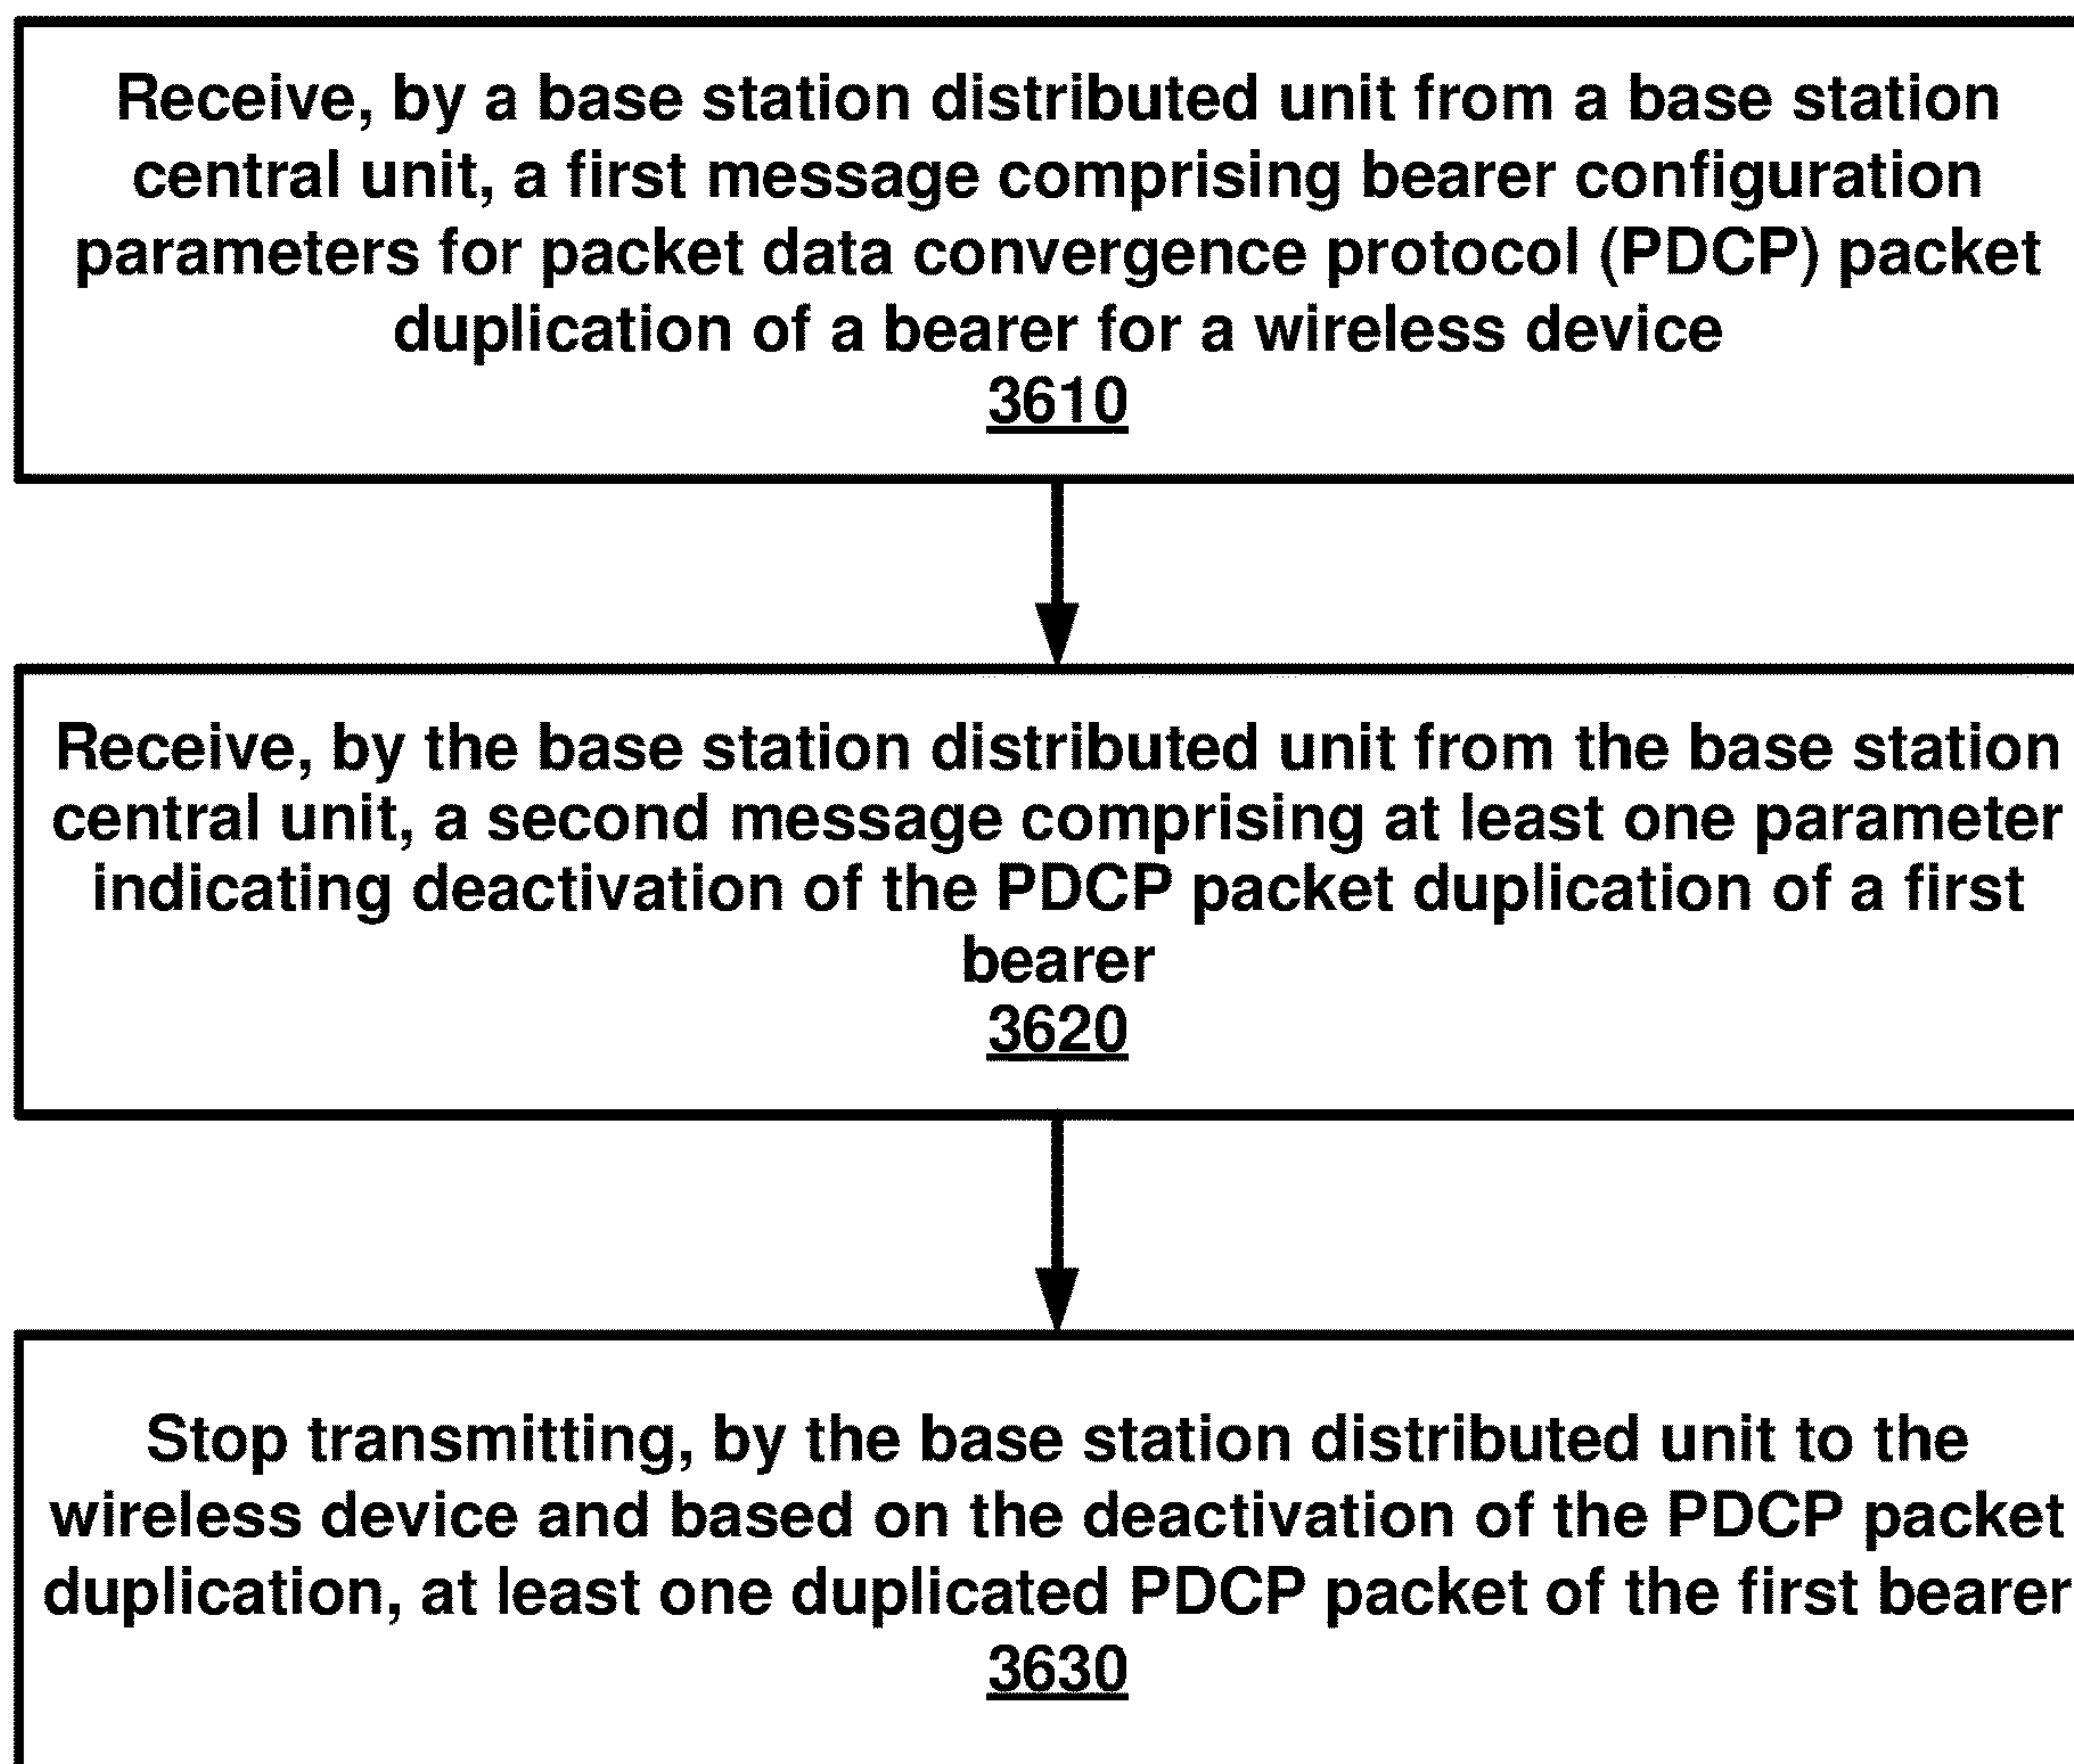 Receive, by a base station distributed unit from a base station
central unit, a first message comprising bearer configuration
parameters for packet data convergence protocol (PDCP) packet
duplication of a bearer for a wireless device
3610
Receive, by the base station distributed unit from the base station
central unit, a second message comprising at least one parameter
indicating deactivation of the PDCP packet duplication of a first
bearer
3620
Stop transmitting, by the base station distributed unit to the
wireless device and based on the deactivation of the PDCP packet
duplication, at least one duplicated PDCP packet of the first bearer
3630